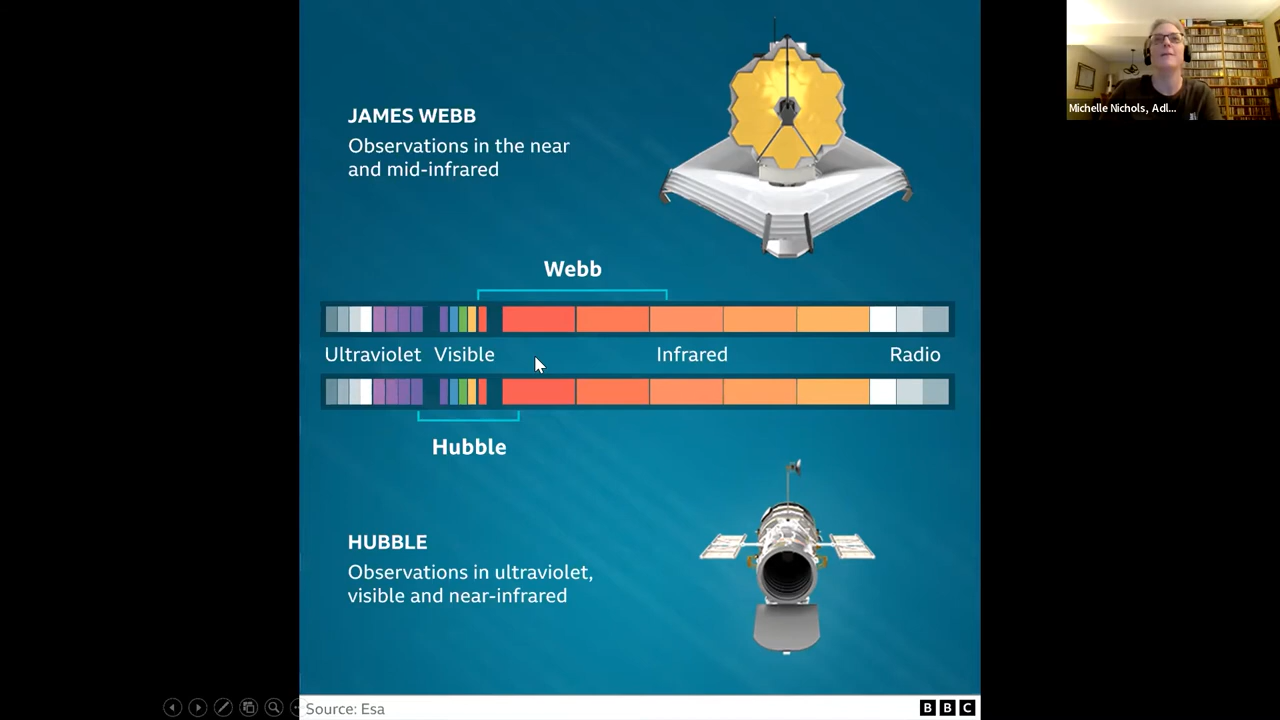 JAMES WEBB
Observations in the near
and mid-infrared
Michelle Nichols, Adl...
Webb
Ultraviolet Visible Infrared Radio
Hubble
HUBBLE
Observations in ultraviolet,
visible and near-infrared
Source: Esa
BBC